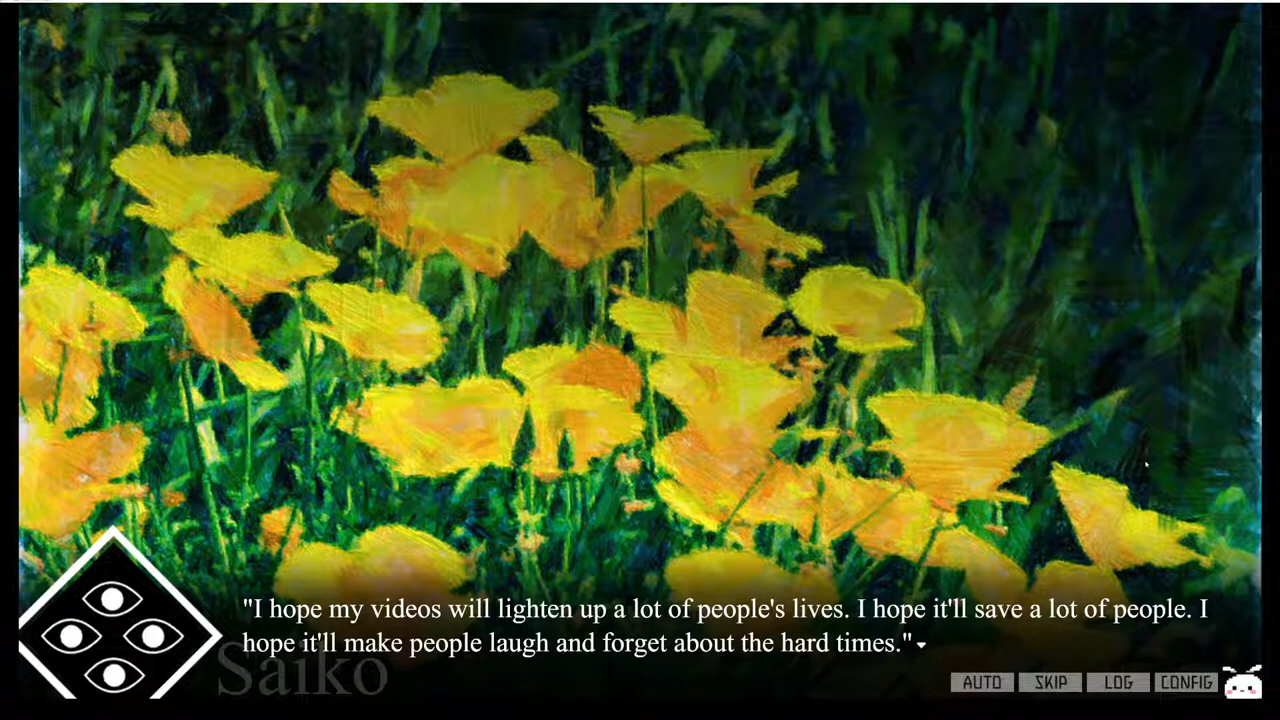 "I hope my videos will lighten up a lot of people's lives. I hope it'll save a lot of people. I
hope it'll make people laugh and forget about the hard times."
Saiko
AUTO SKIP LOG CONFIG